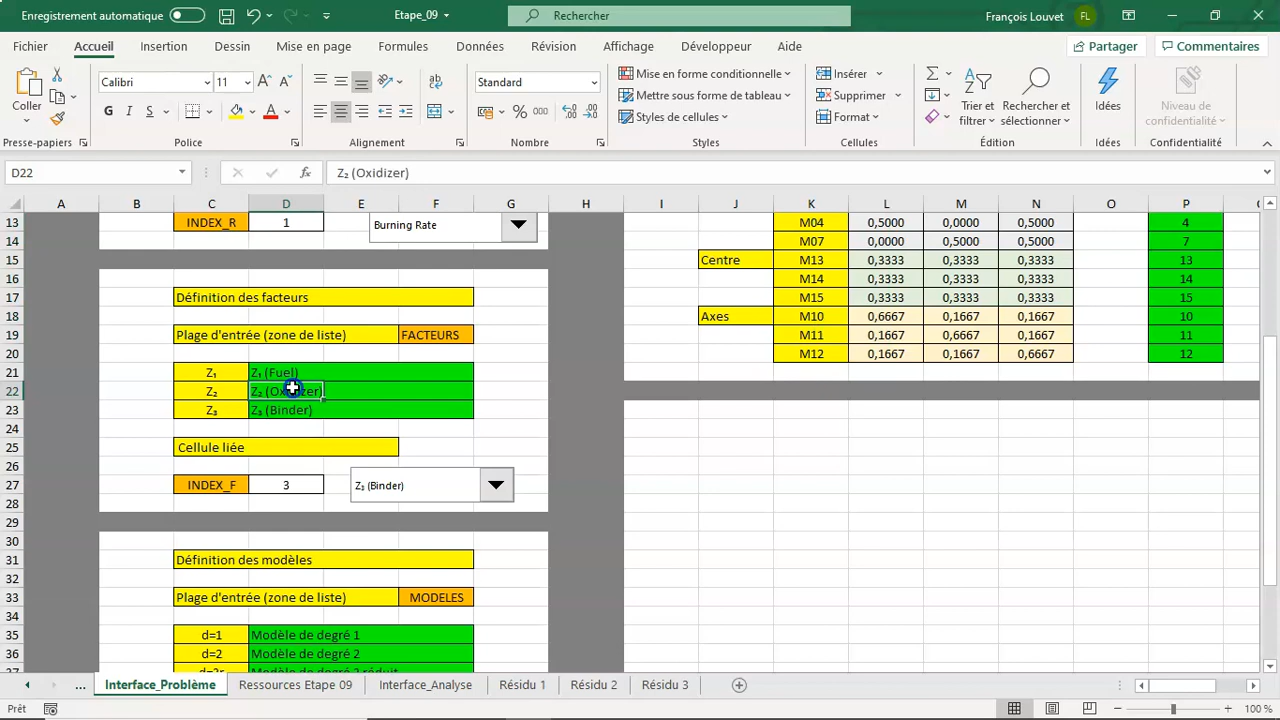 Enregistrement automatique
Etape_09
Rechercher
François Louvet
FL
Fichier Accueil Insertion Dessin Mise en page Formules Données Révision Affichage Développeur Aide
Partager
Commentaires
Coller
Calibri
11
G I S
Standard
% 000
Mise en forme conditionnelle
Mettre sous forme de tableau
Styles de cellules
Insérer
Supprimer
Format
Trier et filtrer
Rechercher et sélectionner
Idées
Niveau de confidentialité
Presse-papiers Police Alignement Nombre Styles Cellules Édition Idées Confidentialité
D22
fx
Z₂ (Oxidizer)
A B C D E F G H I J K L M N O P
13 INDEX_R 1 Burning Rate M04 0,5000 0,0000 0,5000 4
14 M07 0,0000 0,5000 0,5000 7
15 Centre M13 0,3333 0,3333 0,3333 13
16 M14 0,3333 0,3333 0,3333 14
17 Définition des facteurs M15 0,3333 0,3333 0,3333 15
18 Axes M10 0,6667 0,1667 0,1667 10
19 Plage d'entrée (zone de liste) FACTEURS M11 0,1667 0,6667 0,1667 11
20 M12 0,1667 0,1667 0,6667 12
21 Z₁ Z₁ (Fuel)
22 Z₂ Z₂ (Oxidizer)
23 Z₃ Z₃ (Binder)
24
25 Cellule liée
26
27 INDEX_F 3 Z₃ (Binder)
28
29
30
31 Définition des modèles
32
33 Plage d'entrée (zone de liste) MODELES
34
35 d=1 Modèle de degré 1
36 d=2 Modèle de degré 2
... Interface_Problème Ressources Etape 09 Interface_Analyse Résidu 1 Résidu 2 Résidu 3
Prêt
100 %